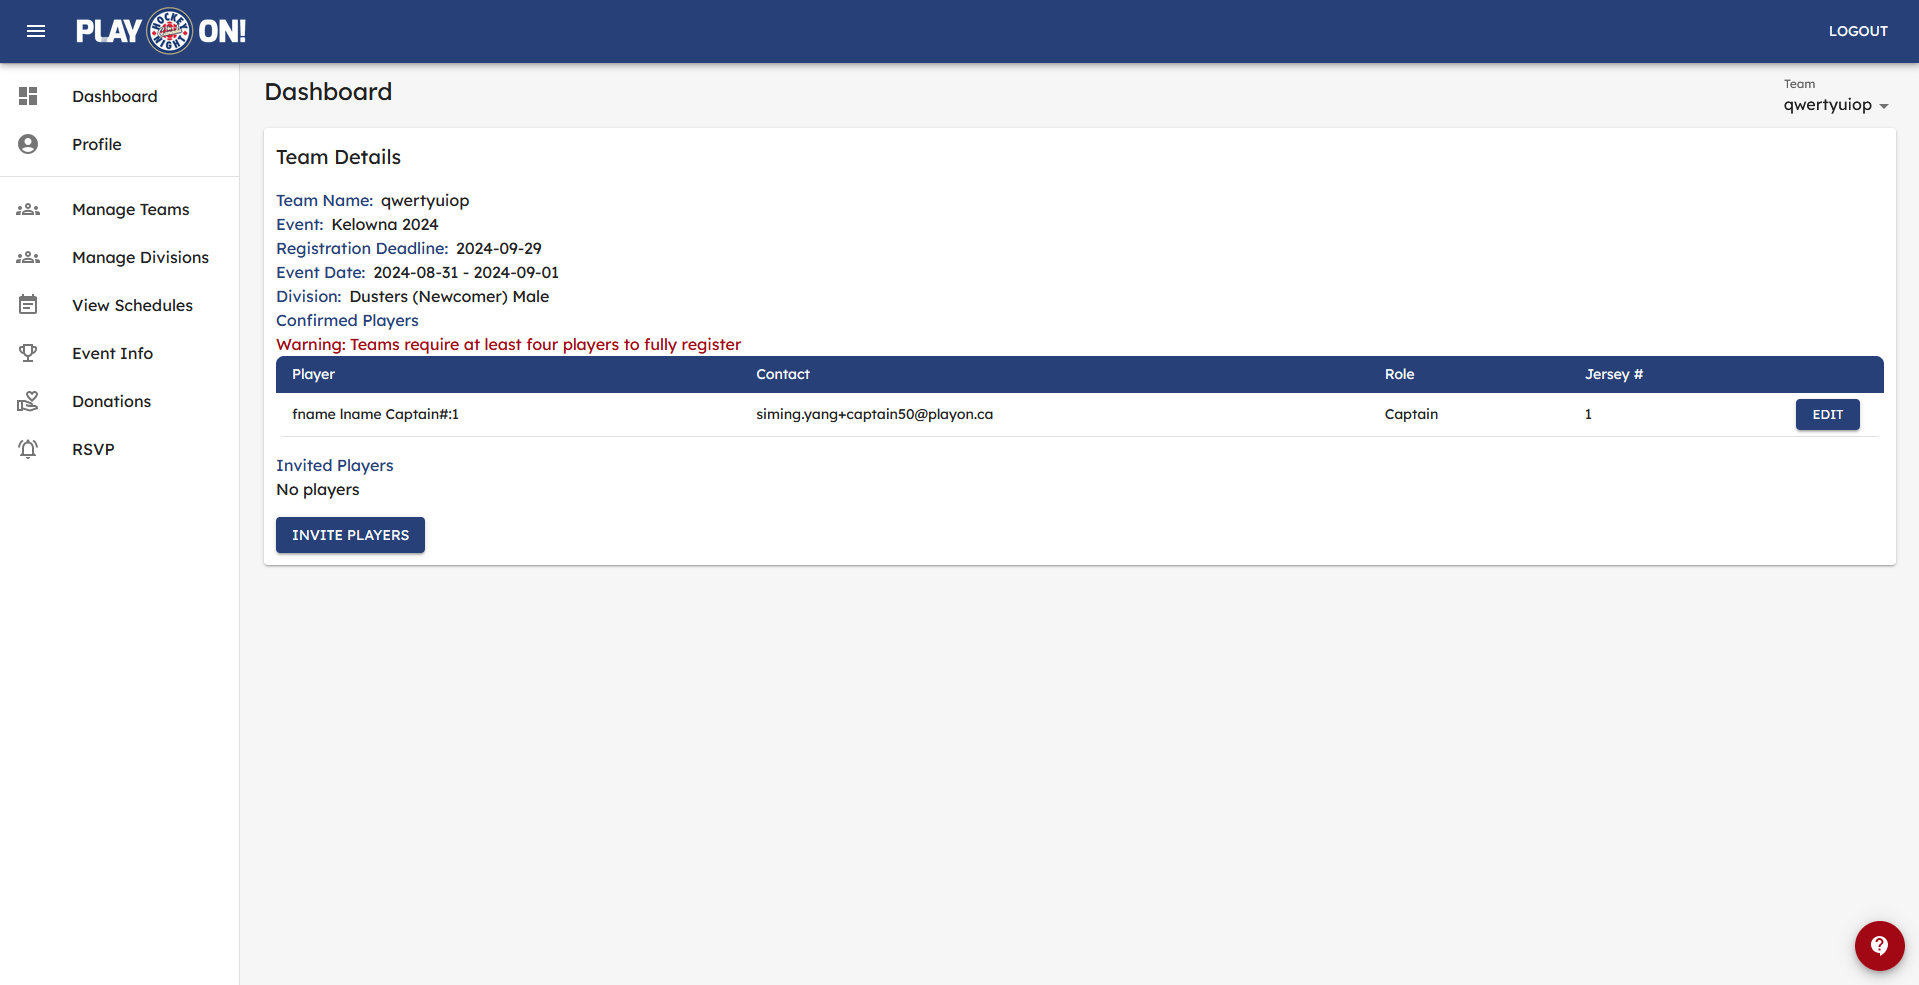 PLAY HOCKEY NIGHT ON!
LOGOUT
Dashboard
Profile
Manage Teams
Manage Divisions
View Schedules
Event Info
Donations
RSVP
Dashboard
Team
qwertyuiop
Team Details
Team Name: qwertyuiop
Event: Kelowna 2024
Registration Deadline: 2024-09-29
Event Date: 2024-08-31 - 2024-09-01
Division: Dusters (Newcomer) Male
Confirmed Players
Warning: Teams require at least four players to fully register
Player Contact Role Jersey #
fname lname Captain#:1 siming.yang+captain50@playon.ca Captain 1 EDIT
Invited Players
No players
INVITE PLAYERS